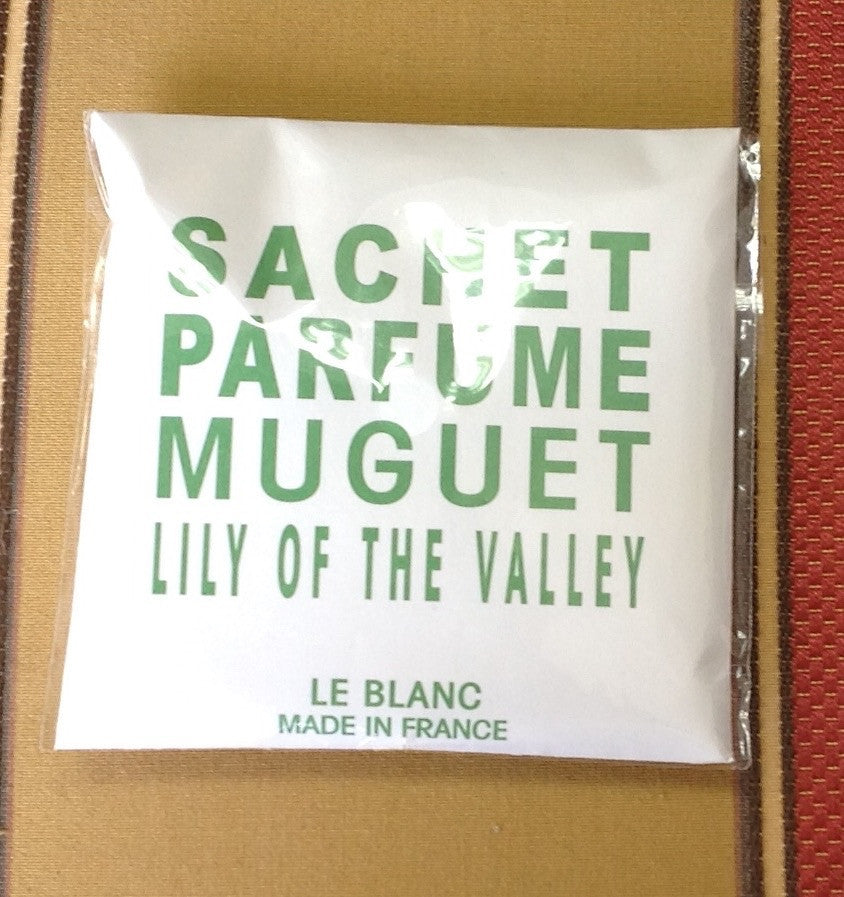 SACHET
PARFUME
MUGUET
LILY OF THE VALLEY
LE BLANC
MADE IN FRANCE